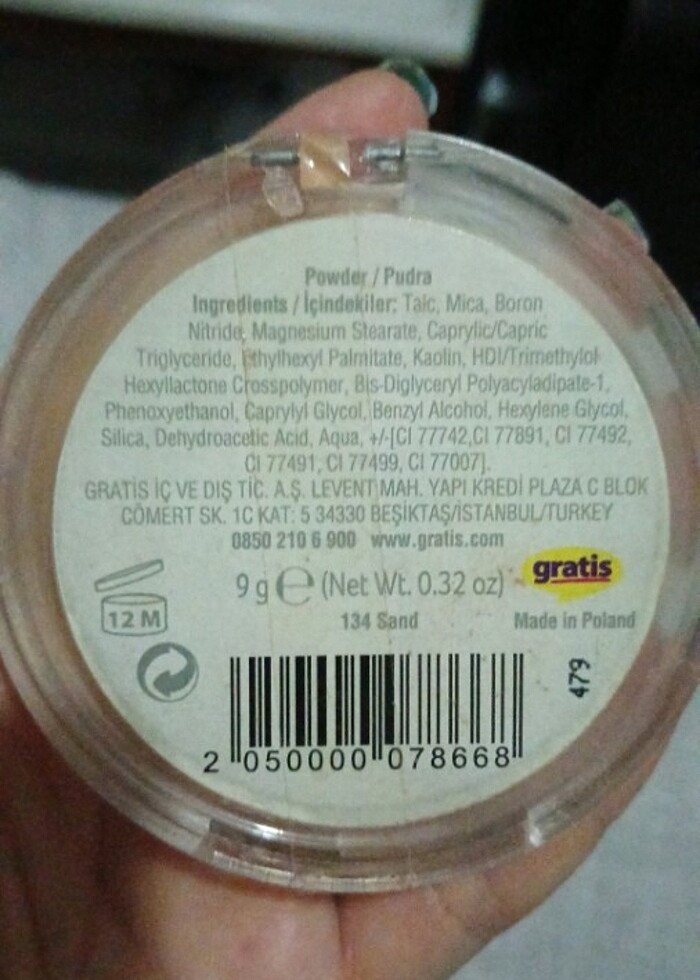 Powder / Pudra
Ingredients / İçindekiler: Talc, Mica, Boron
Nitride, Magnesium Stearate, Caprylic/Capric
Triglyceride, Ethylhexyl Palmitate, Kaolin, HDI/Trimethylol
Hexyllactone Crosspolymer, Bis-Diglyceryl Polyacyladipate-1,
Phenoxyethanol, Caprylyl Glycol, Benzyl Alcohol, Hexylene Glycol,
Silica, Dehydroacetic Acid, Aqua, +/-[CI 77742,CI 77891, CI 77492,
CI 77491, CI 77499, CI 77007].
GRATİS İÇ VE DIŞ TİC. A.Ş. LEVENT MAH. YAPI KREDİ PLAZA C BLOK
CÖMERT SK. 1C KAT: 5 34330 BEŞİKTAŞ/İSTANBUL/TURKEY
0850 210 6 900 www.gratis.com
gratis
9 g ℮ (Net Wt. 0.32 oz)
12 M
134 Sand
Made in Poland
479
2 050000 078668